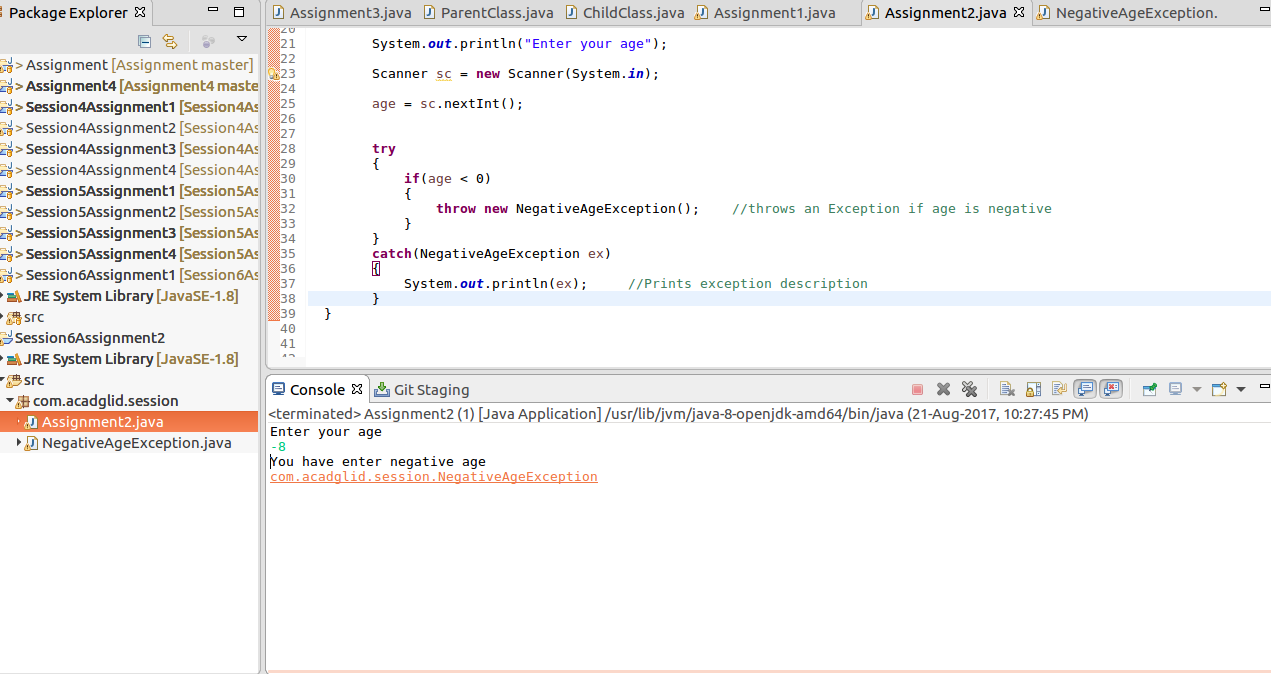 Package Explorer
> Assignment [Assignment master]
> Assignment4 [Assignment4 maste
> Session4Assignment1 [Session4As
> Session4Assignment2 [Session4As
> Session4Assignment3 [Session4As
> Session4Assignment4 [Session4As
> Session5Assignment1 [Session5As
> Session5Assignment2 [Session5As
> Session5Assignment3 [Session5As
> Session5Assignment4 [Session5As
> Session6Assignment1 [Session6As
JRE System Library [JavaSE-1.8]
src
Session6Assignment2
JRE System Library [JavaSE-1.8]
src
com.acadglid.session
Assignment2.java
NegativeAgeException.java
Assignment3.java ParentClass.java ChildClass.java Assignment1.java Assignment2.java NegativeAgeException.
20
21 System.out.println("Enter your age");
22
23 Scanner sc = new Scanner(System.in);
24
25 age = sc.nextInt();
26
27
28 try
29 {
30 if(age < 0)
31 {
32 throw new NegativeAgeException(); //throws an Exception if age is negative
33 }
34 }
35 catch(NegativeAgeException ex)
36 {
37 System.out.println(ex); //Prints exception description
38 }
39 }
40
41
Console Git Staging
<terminated> Assignment2 (1) [Java Application] /usr/lib/jvm/java-8-openjdk-amd64/bin/java (21-Aug-2017, 10:27:45 PM)
Enter your age
-8
You have enter negative age
com.acadglid.session.NegativeAgeException